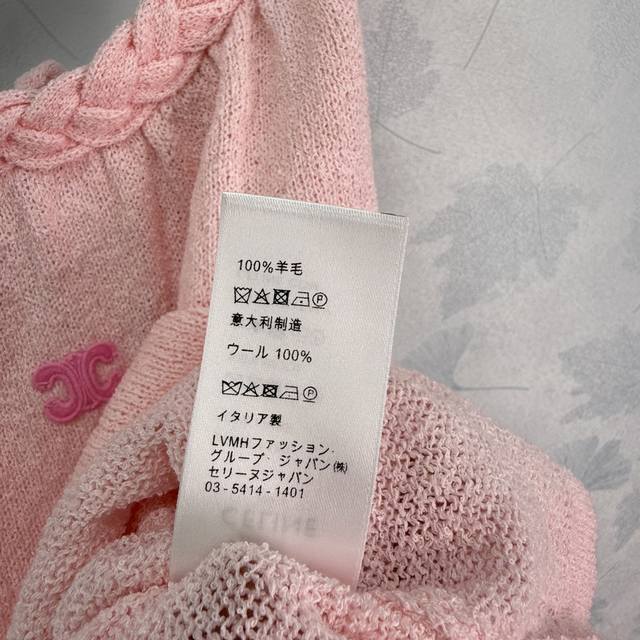 100%羊毛
意大利制造
ウール 100%
イタリア製
LVMHファッション.
グループ・ジャパン㈱
セリーヌジャパン
03-5414-1401
CELINE